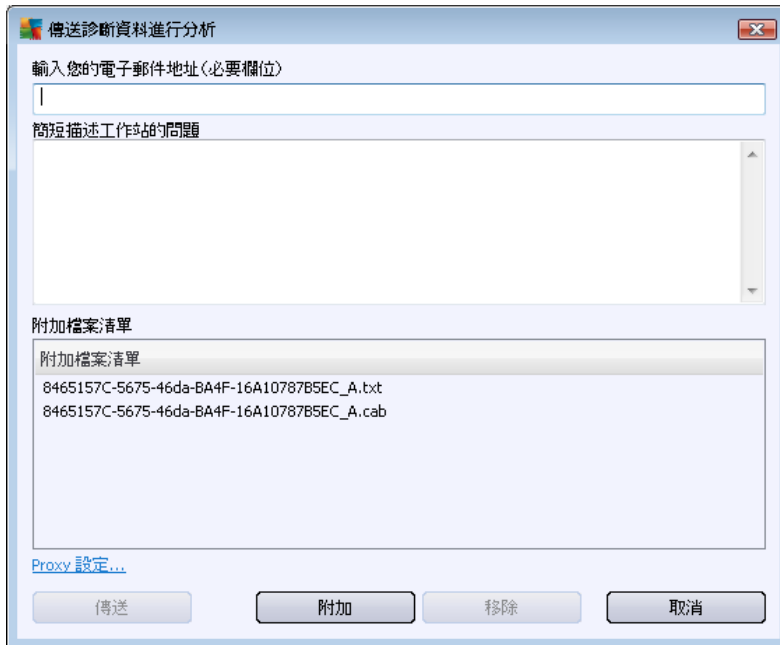 傳送診斷資料進行分析
輸入您的電子郵件地址(必要欄位)
簡短描述工作站的問題
附加檔案清單
附加檔案清單
8465157C-5675-46da-BA4F-16A10787B5EC_A.txt
8465157C-5675-46da-BA4F-16A10787B5EC_A.cab
Proxy 設定...
傳送 附加 移除 取消